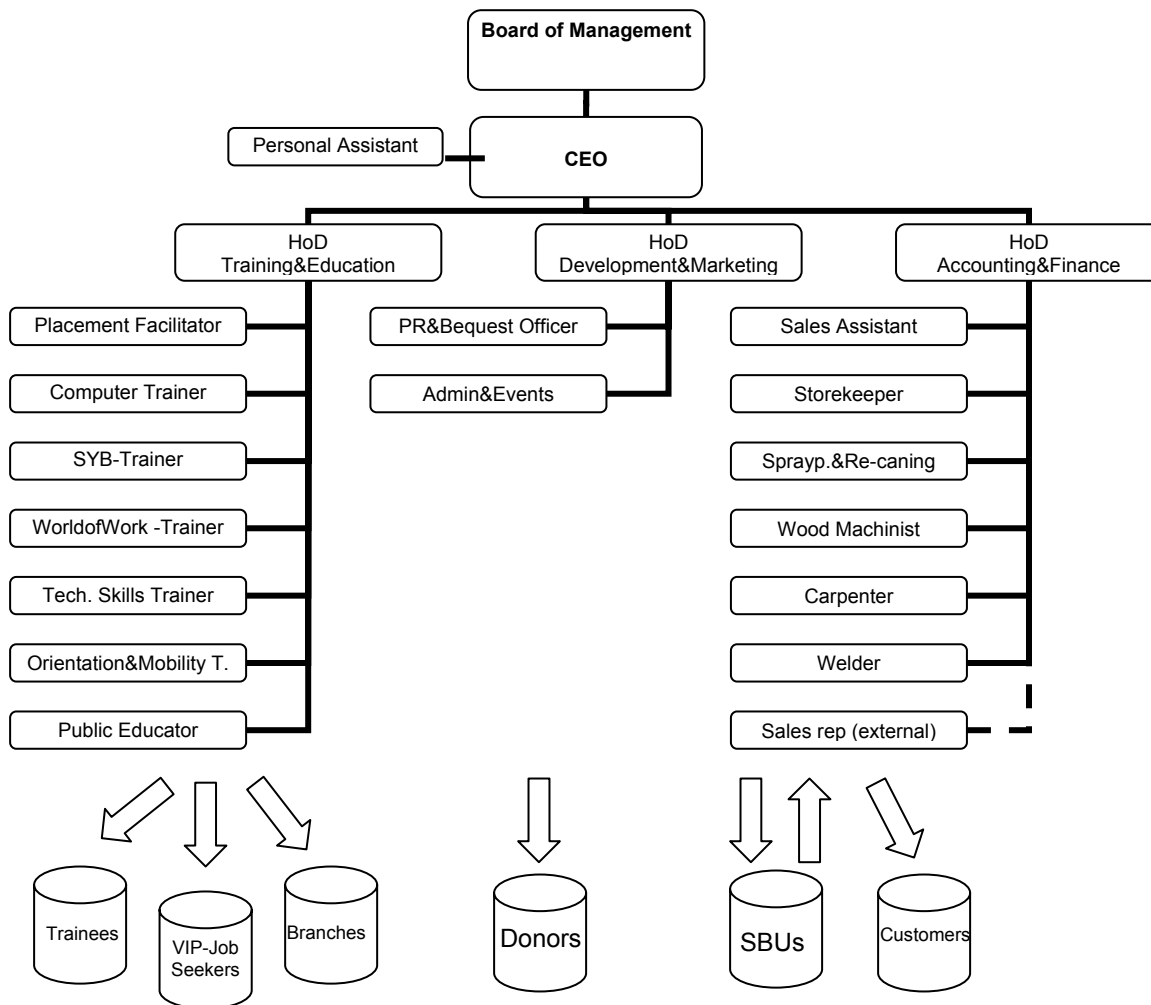 Board of Management
Personal Assistant
CEO
HoD
Training&Education
HoD
Development&Marketing
HoD
Accounting&Finance
Placement Facilitator
PR&Bequest Officer
Sales Assistant
Computer Trainer
Admin&Events
Storekeeper
SYB-Trainer
Sprayp.&Re-caning
WorldofWork -Trainer
Wood Machinist
Tech. Skills Trainer
Carpenter
Orientation&Mobility T.
Welder
Public Educator
Sales rep (external)
Trainees
VIP-Job
Seekers
Branches
Donors
SBUs
Customers